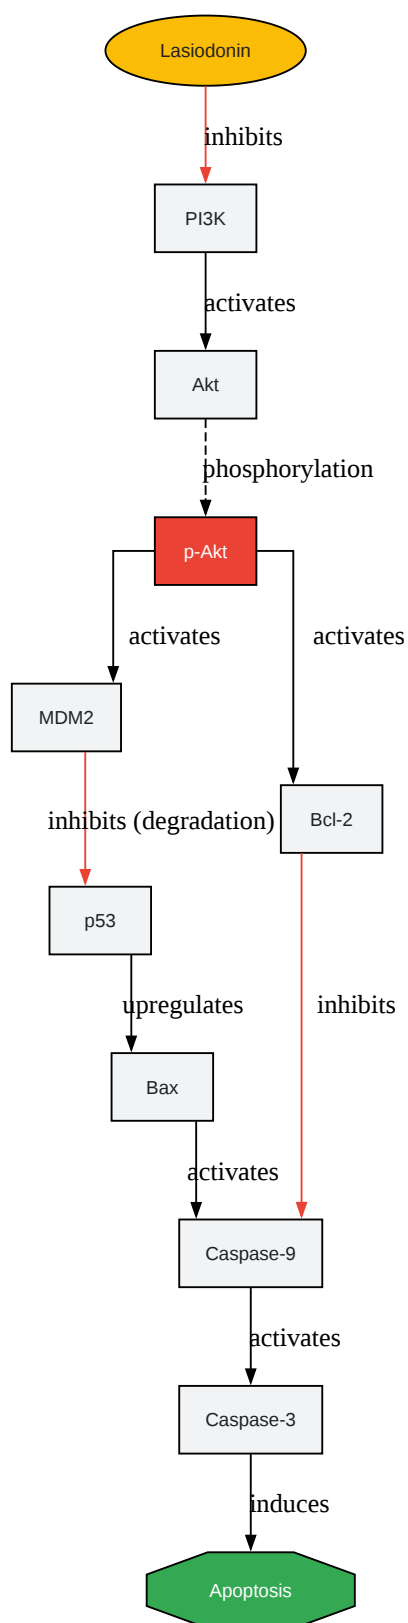 Lasiodonin
inhibits
PI3K
activates
Akt
phosphorylation
p-Akt
activates
activates
MDM2
inhibits (degradation)
Bcl-2
p53
upregulates
inhibits
Bax
activates
Caspase-9
activates
Caspase-3
induces
Apoptosis